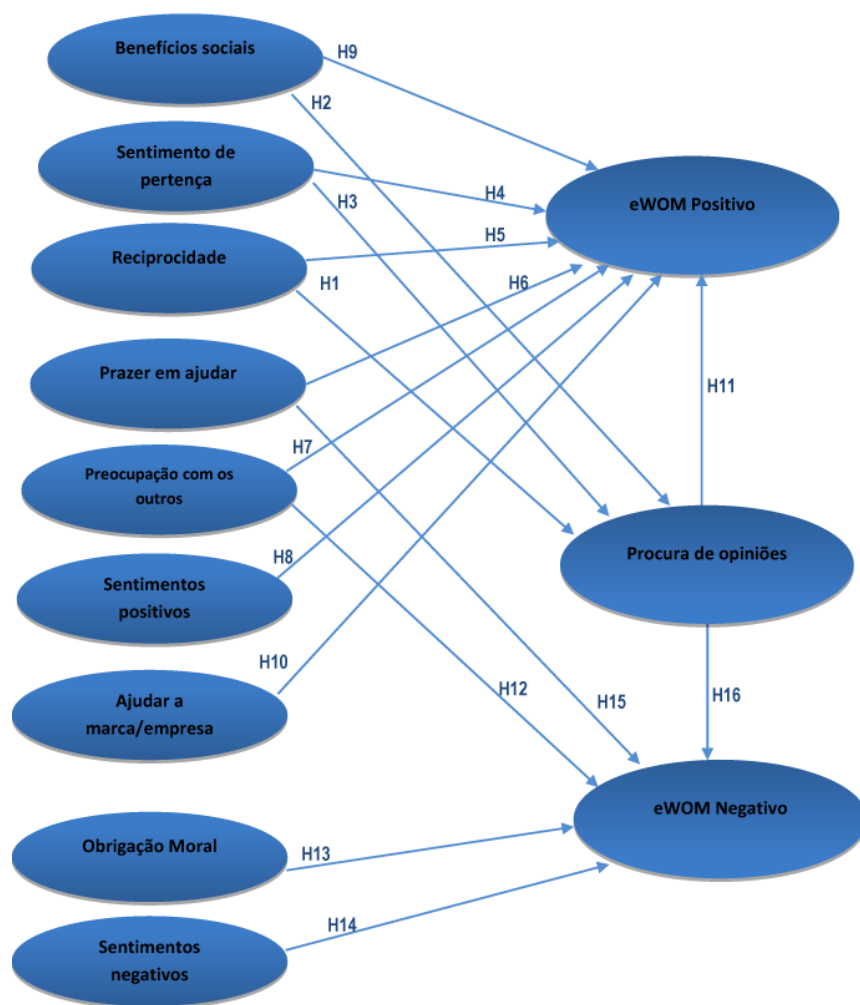 Benefícios sociais
H9
H2
Sentimento de
pertença
H4
H3
eWOM Positivo
Reciprocidade
H5
H1
H6
Prazer em ajudar
H11
H7
Preocupação com os
outros
H8
Procura de opiniões
Sentimentos
positivos
H10
H12
H15
H16
Ajudar a
marca/empresa
eWOM Negativo
Obrigação Moral
H13
H14
Sentimentos
negativos